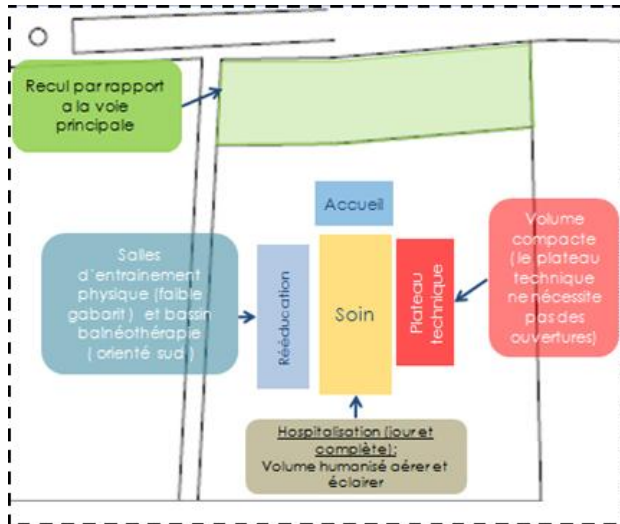 Recul par rapport
a la voie
principale
Accueil
Salles
d'entrainement
physique (faible
gabarit) et bassin
balnéothérapie
( orienté sud )
Rééducation
Soin
Plateau
technique
Volume
compacte
( le plateau
technique
ne nécessite
pas des
ouvertures)
Hospitalisation (jour et
complète):
Volume humanisé aérer et
éclairer